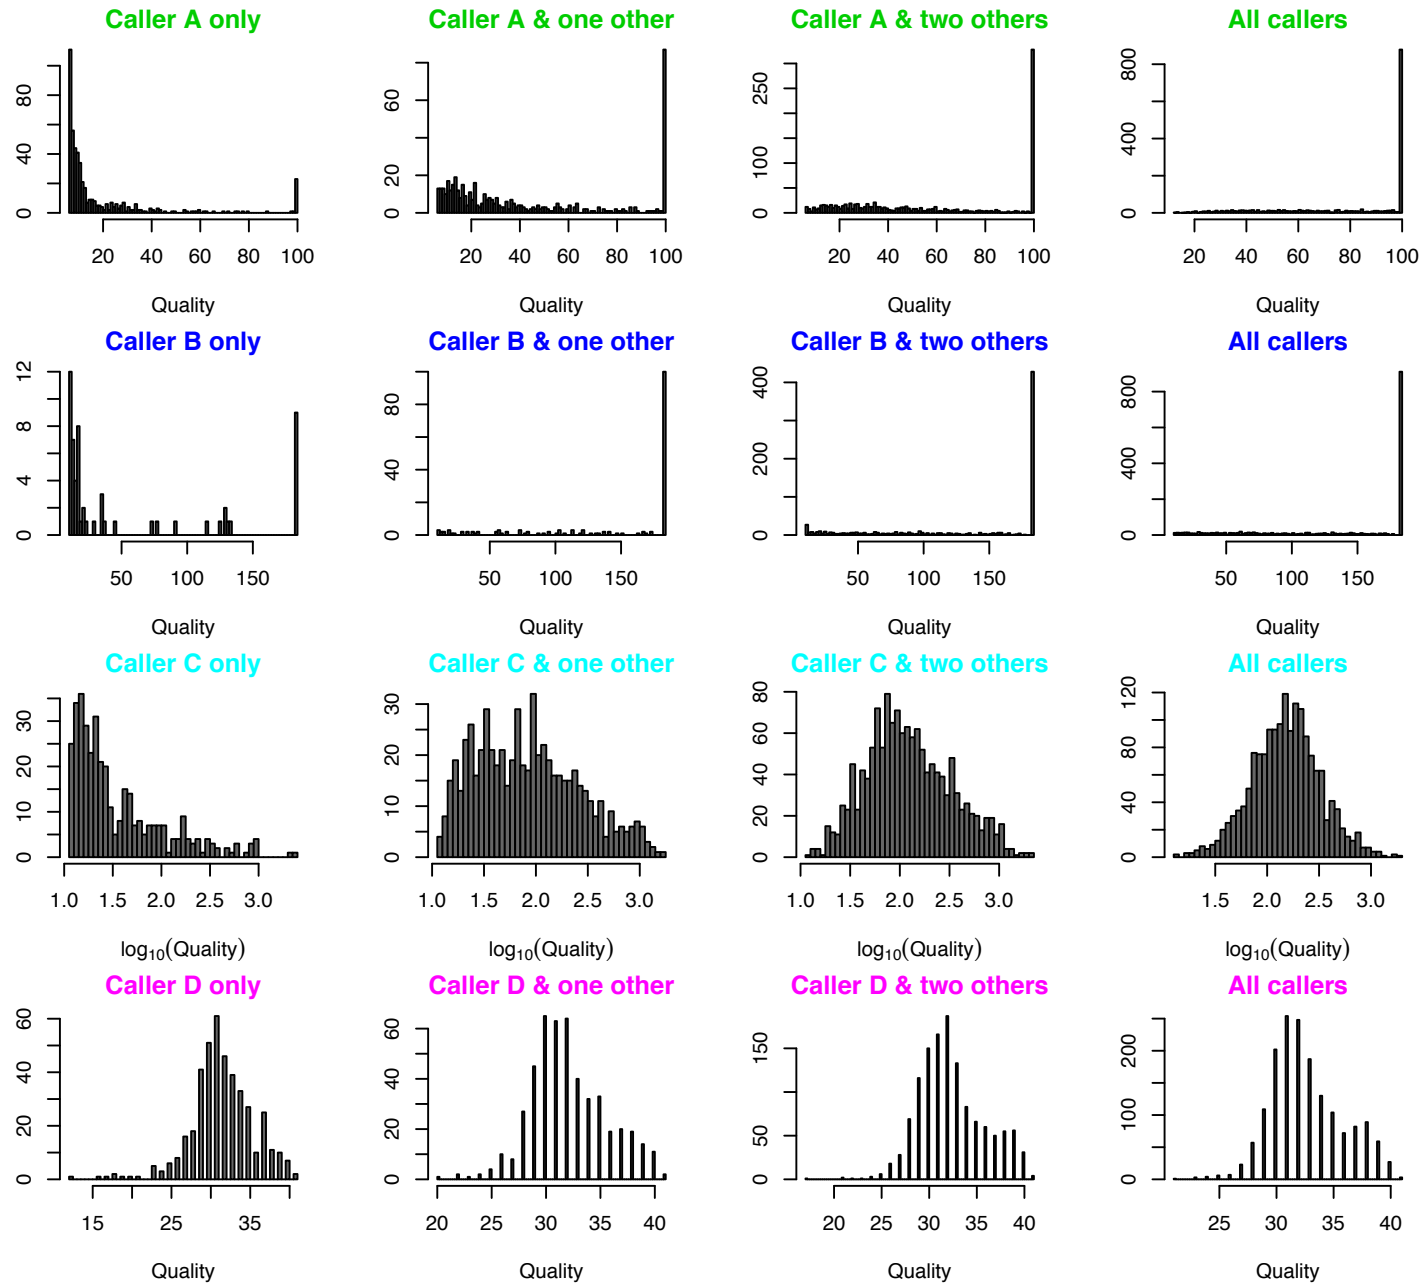 Caller A only
Caller A & one other
Caller A & two others
All callers
0 40 80
0 20 60
0 100 250
0 400 800
20 40 60 80 100
20 40 60 80 100
20 40 60 80 100
20 40 60 80 100
Quality
Quality
Quality
Quality
Caller B only
Caller B & one other
Caller B & two others
All callers
0 4 8 12
0 40 80
0 200 400
0 400 800
50 100 150
50 100 150
50 100 150
50 100 150
Quality
Quality
Quality
Quality
Caller C only
Caller C & one other
Caller C & two others
All callers
0 10 20 30
0 10 20 30
0 20 40 60 80
0 40 80 120
1.0 1.5 2.0 2.5 3.0
1.0 1.5 2.0 2.5 3.0
1.0 1.5 2.0 2.5 3.0
1.5 2.0 2.5 3.0
log₁₀(Quality)
log₁₀(Quality)
log₁₀(Quality)
log₁₀(Quality)
Caller D only
Caller D & one other
Caller D & two others
All callers
0 20 40 60
0 20 40 60
0 50 150
0 100 200
15 25 35
20 25 30 35 40
20 25 30 35 40
25 30 35 40
Quality
Quality
Quality
Quality